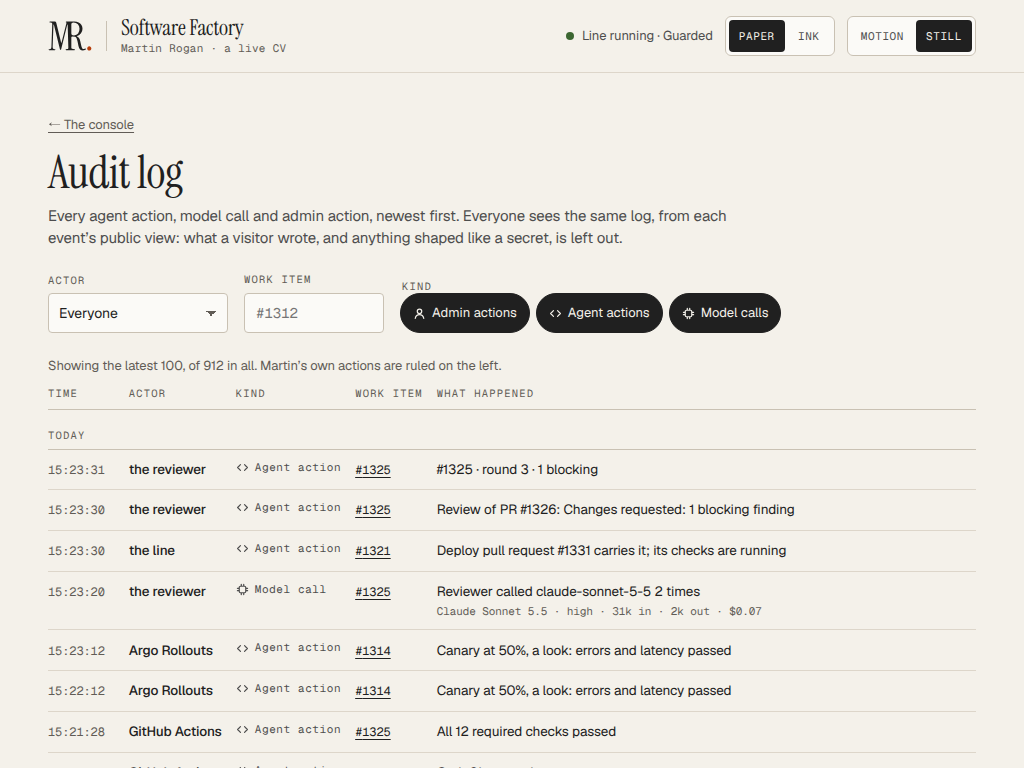 MR.
Software Factory
Martin Rogan · a live CV
Line running · Guarded
PAPER INK
MOTION STILL
← The console
Audit log
Every agent action, model call and admin action, newest first. Everyone sees the same log, from each
event’s public view: what a visitor wrote, and anything shaped like a secret, is left out.
ACTOR WORK ITEM KIND
Everyone #1312 Admin actions Agent actions Model calls
Showing the latest 100, of 912 in all. Martin’s own actions are ruled on the left.
TIME ACTOR KIND WORK ITEM WHAT HAPPENED
TODAY
15:23:31 the reviewer Agent action #1325 #1325 · round 3 · 1 blocking
15:23:30 the reviewer Agent action #1325 Review of PR #1326: Changes requested: 1 blocking finding
15:23:30 the line Agent action #1321 Deploy pull request #1331 carries it; its checks are running
15:23:20 the reviewer Model call #1325 Reviewer called claude-sonnet-5-5 2 times
Claude Sonnet 5.5 · high · 31k in · 2k out · $0.07
15:23:12 Argo Rollouts Agent action #1314 Canary at 50%, a look: errors and latency passed
15:22:12 Argo Rollouts Agent action #1314 Canary at 50%, a look: errors and latency passed
15:21:28 GitHub Actions Agent action #1325 All 12 required checks passed